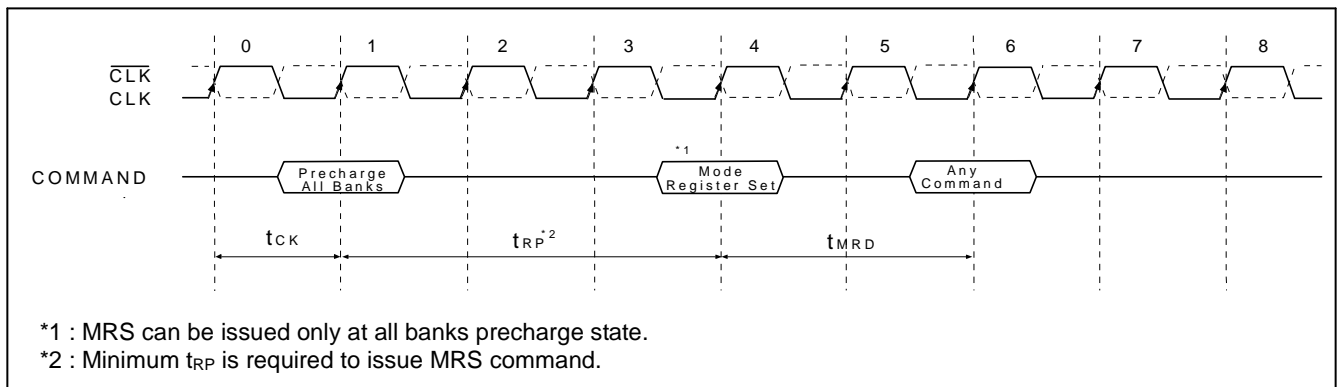 0 1 2 3 4 5 6 7 8
CLK
CLK
*1
COMMAND
Precharge
All Banks
Mode
Register Set
Any
Command
tCK
tRP*2
tMRD
*1 : MRS can be issued only at all banks precharge state.
*2 : Minimum tRP is required to issue MRS command.